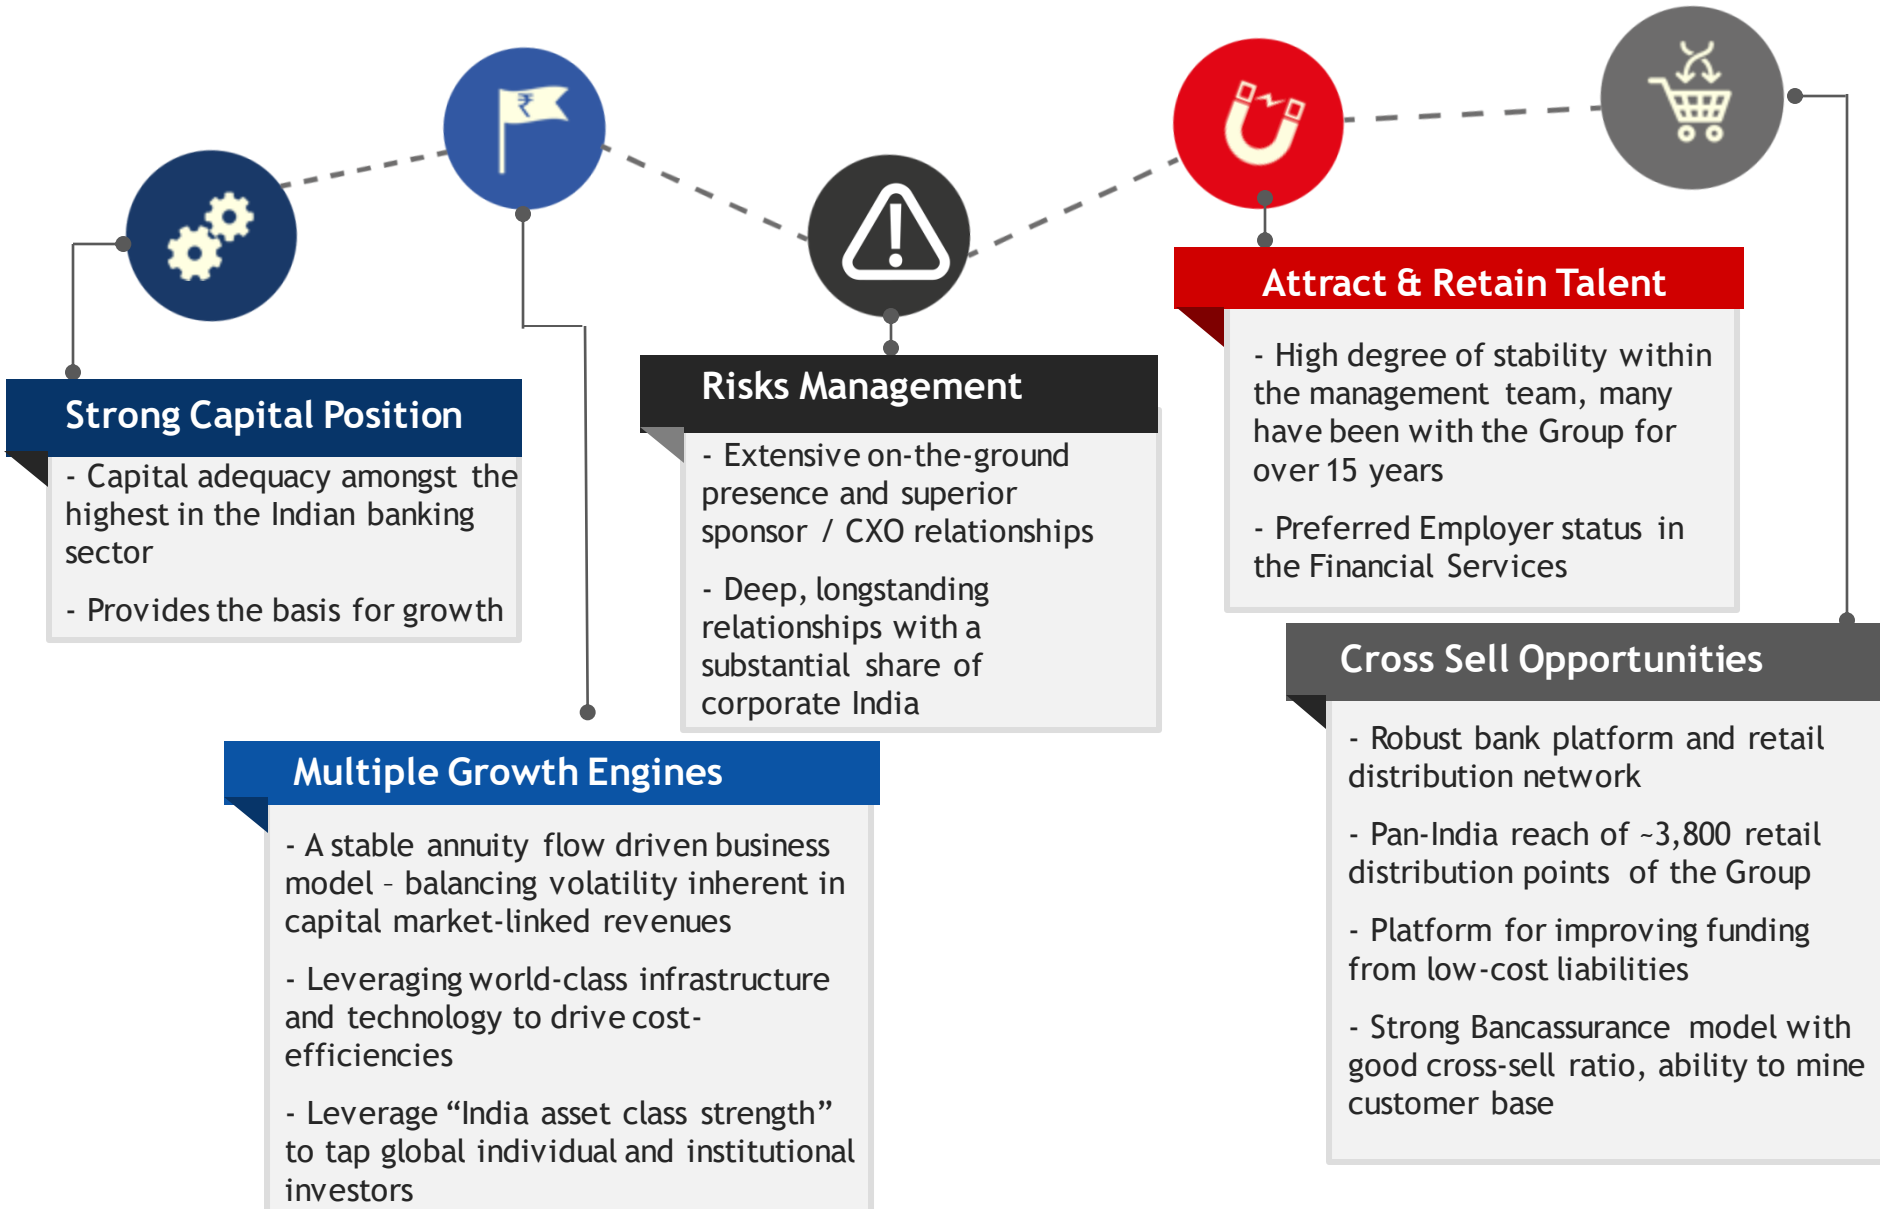 ₹
Strong Capital Position
- Capital adequacy amongst the
highest in the Indian banking
sector
- Provides the basis for growth
Multiple Growth Engines
- A stable annuity flow driven business
model – balancing volatility inherent in
capital market-linked revenues
- Leveraging world-class infrastructure
and technology to drive cost-
efficiencies
- Leverage “India asset class strength”
to tap global individual and institutional
investors
Risks Management
- Extensive on-the-ground
presence and superior
sponsor / CXO relationships
- Deep, longstanding
relationships with a
substantial share of
corporate India
Attract & Retain Talent
- High degree of stability within
the management team, many
have been with the Group for
over 15 years
- Preferred Employer status in
the Financial Services
Cross Sell Opportunities
- Robust bank platform and retail
distribution network
- Pan-India reach of ~3,800 retail
distribution points of the Group
- Platform for improving funding
from low-cost liabilities
- Strong Bancassurance model with
good cross-sell ratio, ability to mine
customer base